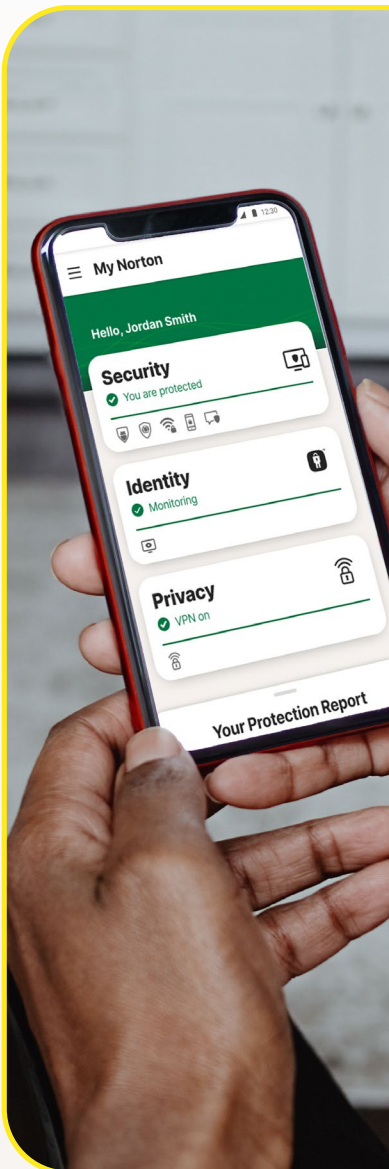 12:30
My Norton
Hello, Jordan Smith
Security
You are protected
Identity
Monitoring
Privacy
VPN on
Your Protection Report